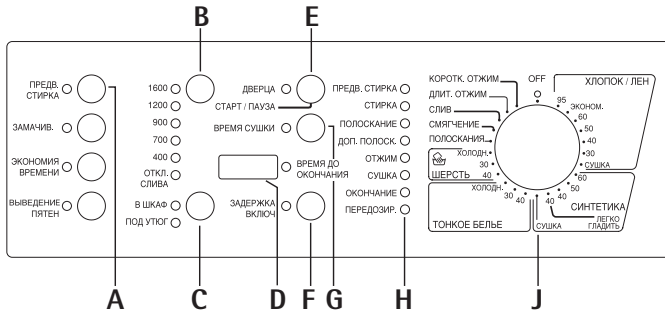 B
E
ПРЕДВ.
СТИРКА
ЗАМАЧИВ.
ЭКОНОМИЯ
ВРЕМЕНИ
ВЫВЕДЕНИЕ
ПЯТЕН
1600
1200
900
700
400
ОТКЛ.
СЛИВА
В ШКАФ
ПОД УТЮГ
ДВЕРЦА
СТАРТ / ПАУЗА
ВРЕМЯ СУШКИ
ВРЕМЯ ДО
ОКОНЧАНИЯ
ЗАДЕРЖКА
ВКЛЮЧ
ПРЕДВ. СТИРКА
СТИРКА
ПОЛОСКАНИЕ
ДОП. ПОЛОСК.
ОТЖИМ
СУШКА
ОКОНЧАНИЕ
ПЕРЕДОЗИР.
КОРОТК. ОТЖИМ
ДЛИТ. ОТЖИМ
СЛИВ
СМЯГЧЕНИЕ
ПОЛОСКАНИЯ
ХОЛОДН.
30
40
ШЕРСТЬ
ХОЛОДН.
30
40
ТОНКОЕ БЕЛЬЕ
OFF
ХЛОПОК / ЛЕН
95
ЭКОНОМ.
60
50
40
30
СУШКА
60
50
40
40
СИНТЕТИКА
ЛЕГКО
ГЛАДИТЬ
СУШКА
A
C
D
F
G
H
J